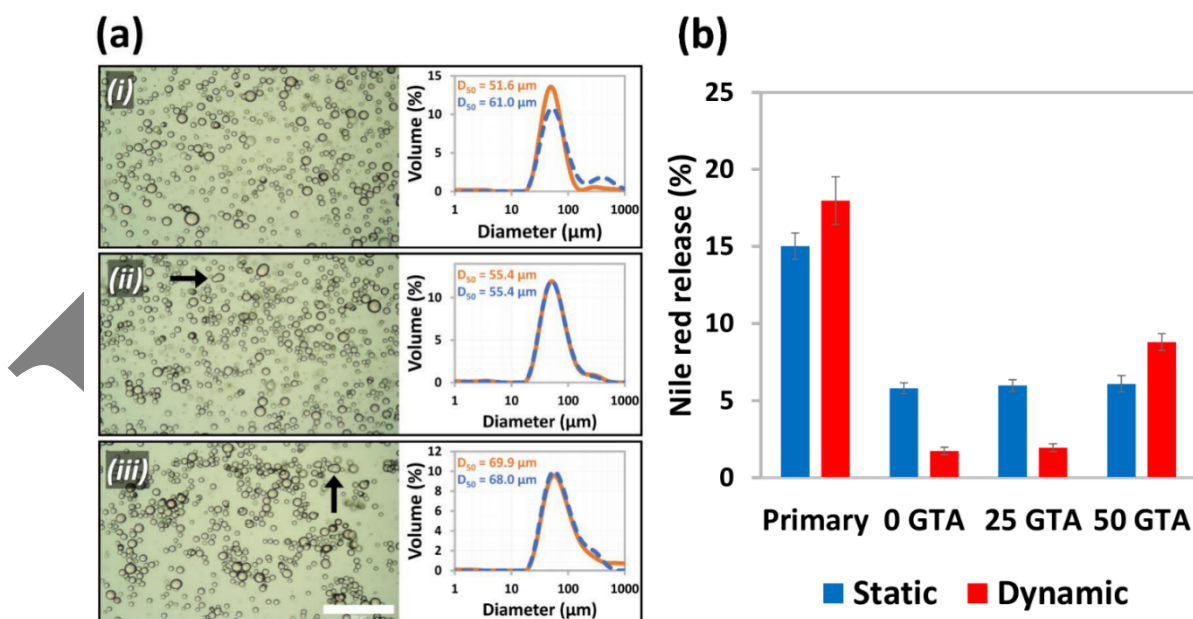 (a)
(i)
15
10
5
0
Volume (%)
D₅₀ = 51.6 µm
D₅₀ = 61.0 µm
1 10 100 1000
Diameter (µm)
(ii)
10
5
0
Volume (%)
D₅₀ = 55.4 µm
D₅₀ = 55.4 µm
1 10 100 1000
Diameter (µm)
(iii)
12
10
8
6
4
2
0
Volume (%)
D₅₀ = 69.9 µm
D₅₀ = 68.0 µm
1 10 100 1000
Diameter (µm)
(b)
25
20
15
10
5
0
Nile red release (%)
Primary 0 GTA 25 GTA 50 GTA
Static Dynamic